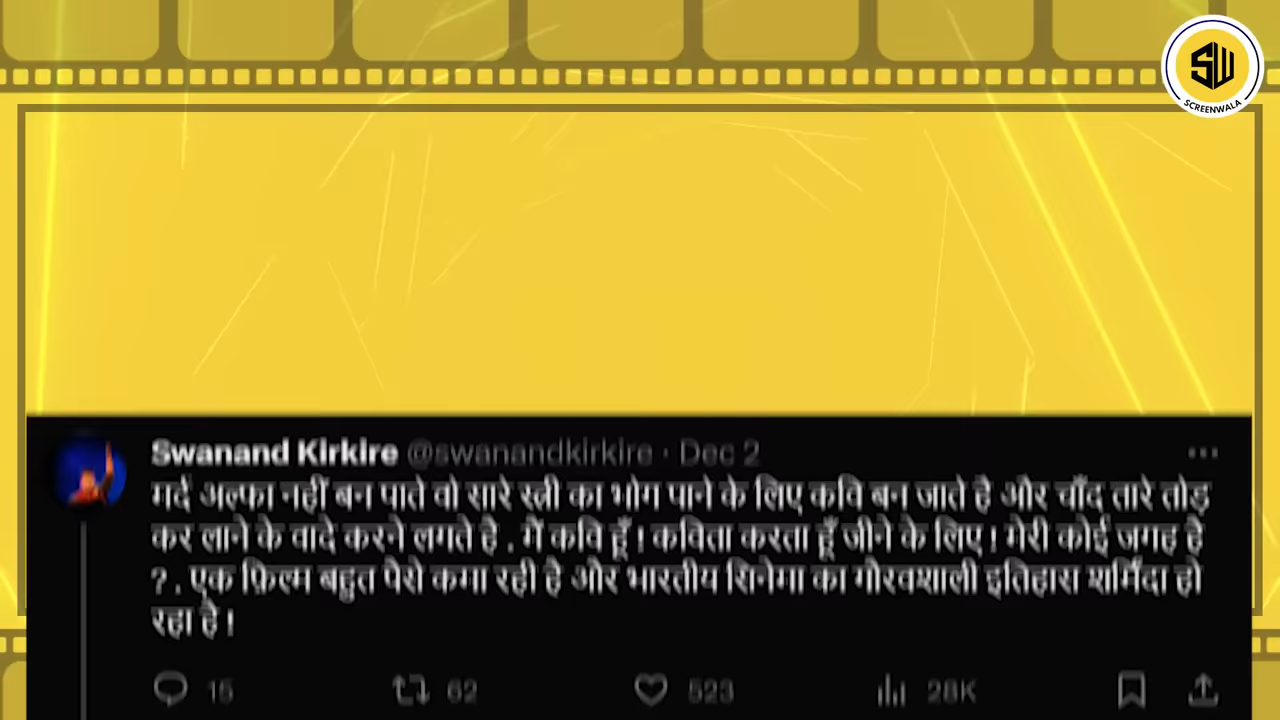 SW
SCREENWALA
Swanand Kirkire @swanandkirkire · Dec 2
मर्द अल्फा नहीं बन पाते वो सारे स्त्री का भोग पाने के लिए कवि बन जाते है और चाँद तारे तोड़
कर लाने के वादे करने लगते है . में कवि हूँ ! कविता करता हूँ जीने के लिए ! मेरी कोई जगह है
? . एक फ़िल्म बहुत पैसे कमा रही है और भारतीय सिनेमा का गौरवशाली इतिहास शर्मिंदा हो
रहा है !
15 62 523 28K